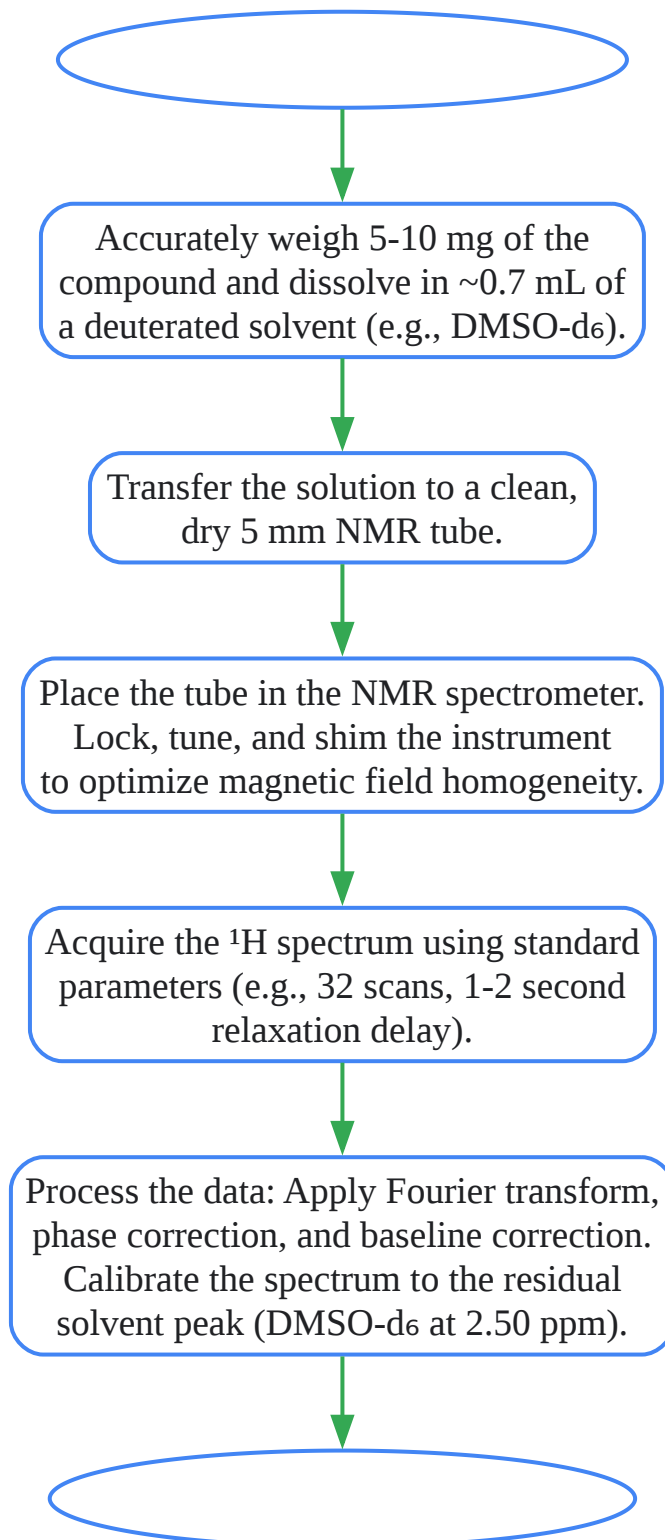 Accurately weigh 5-10 mg of the
compound and dissolve in ~0.7 mL of
a deuterated solvent (e.g., DMSO-d₆).
Transfer the solution to a clean,
dry 5 mm NMR tube.
Place the tube in the NMR spectrometer.
Lock, tune, and shim the instrument
to optimize magnetic field homogeneity.
Acquire the ¹H spectrum using standard
parameters (e.g., 32 scans, 1-2 second
relaxation delay).
Process the data: Apply Fourier transform,
phase correction, and baseline correction.
Calibrate the spectrum to the residual
solvent peak (DMSO-d₆ at 2.50 ppm).